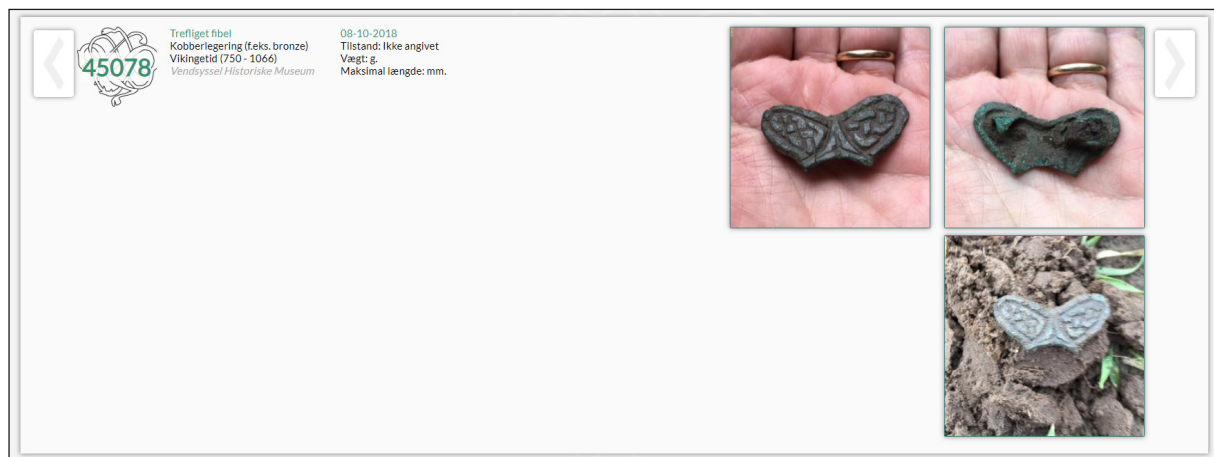 45078
Trefliget fibel
Kobberlegering (f.eks. bronze)
Vikingetid (750 - 1066)
Vendsyssel Historiske Museum
08-10-2018
Tilstand: Ikke angivet
Vægt: g.
Maksimal længde: mm.